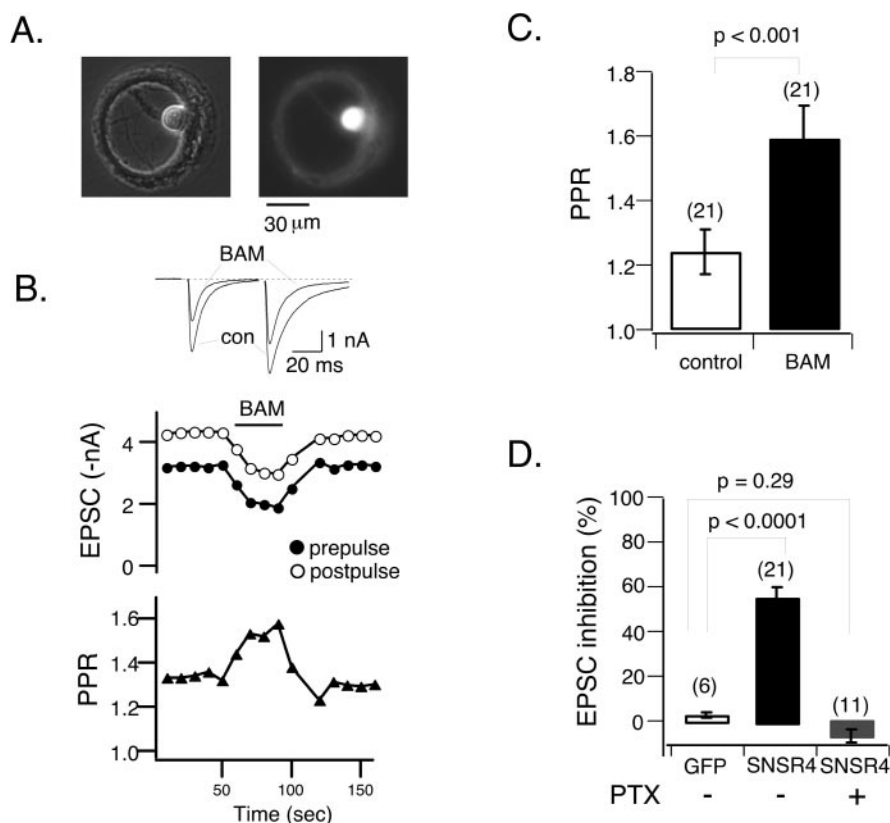 A.
30 μm
B.
BAM
con
1 nA
20 ms
BAM
EPSC (-nA)
4
2
0
prepulse
postpulse
PPR
1.6
1.4
1.2
1.0
50
100
150
Time (sec)
C.
p < 0.001
PPR
1.8
1.6
1.4
1.2
1.0
(21)
(21)
control
BAM
D.
p = 0.29
p < 0.0001
EPSC inhibition (%)
100
80
60
40
20
0
(6)
(21)
(11)
GFP SNSR4 SNSR4
PTX - - +